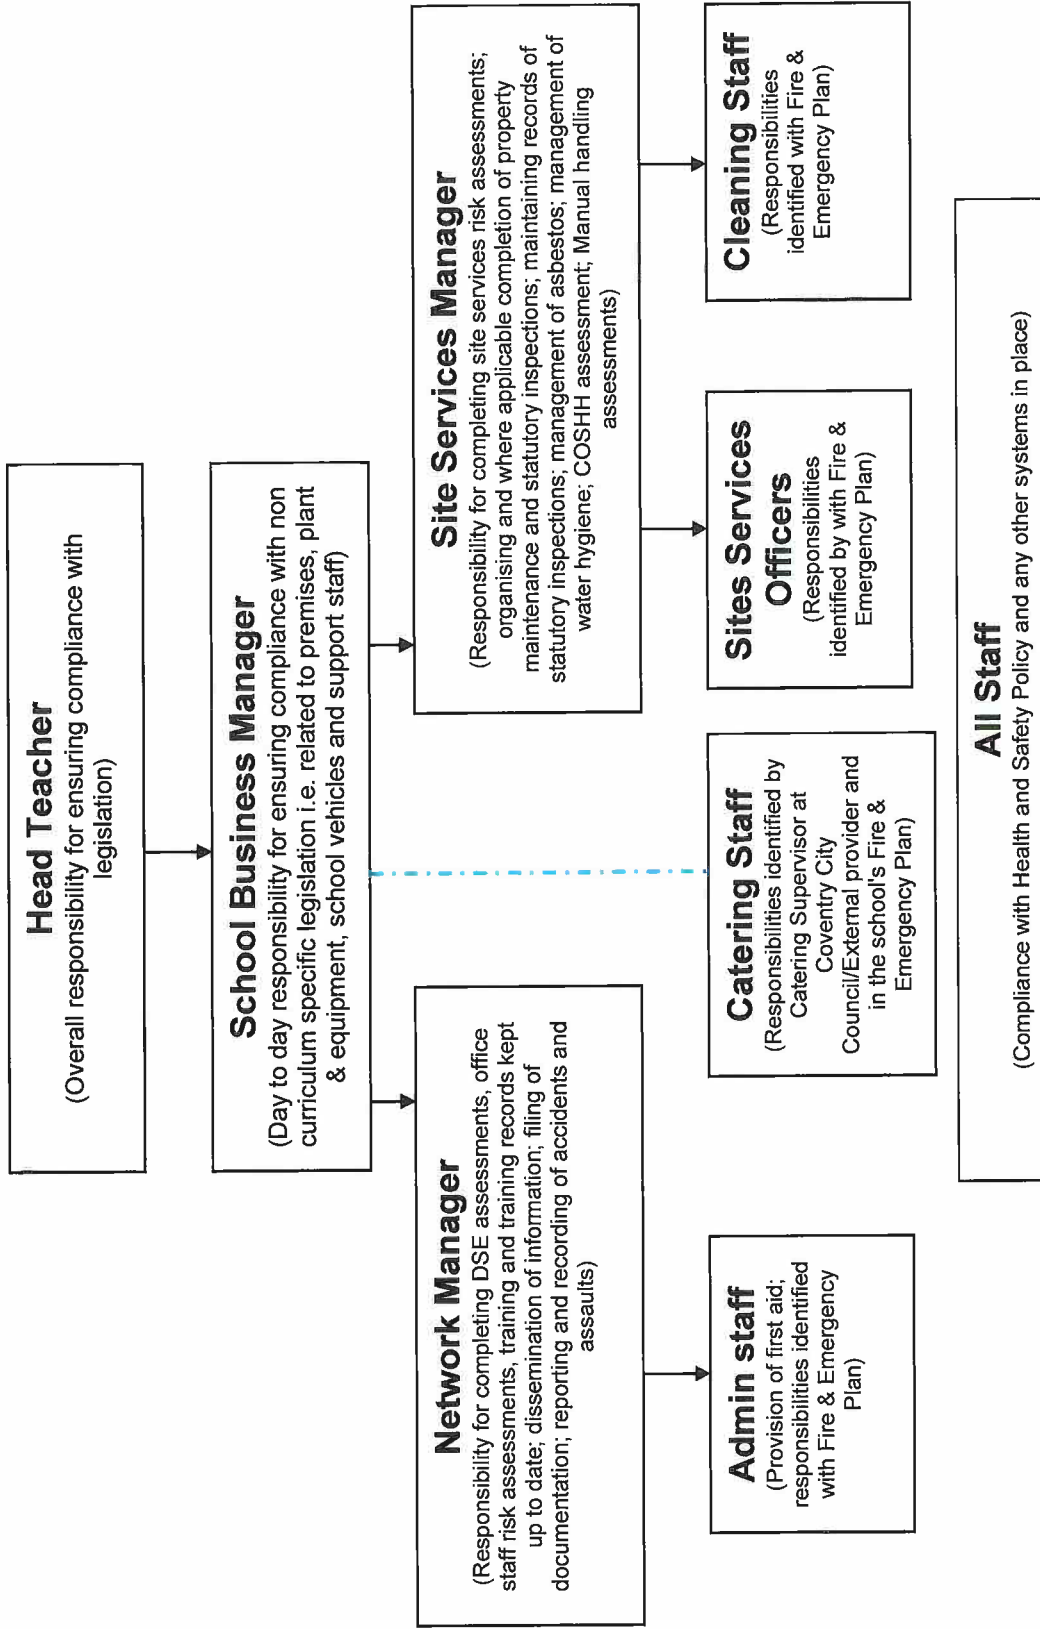 Head Teacher
(Overall responsibility for ensuring compliance with
legislation)
School Business Manager
(Day to day responsibility for ensuring compliance with non
curriculum specific legislation i.e. related to premises, plant
& equipment, school vehicles and support staff)
Network Manager
(Responsibility for completing DSE assessments, office
staff risk assessments, training and training records kept
up to date; dissemination of information; filing of
documentation; reporting and recording of accidents and
assaults)
Site Services Manager
(Responsibility for completing site services risk assessments;
organising and where applicable completion of property
maintenance and statutory inspections; maintaining records of
statutory inspections; management of asbestos; management of
water hygiene; COSHH assessment; Manual handling
assessments)
Admin staff
(Provision of first aid;
responsibilities identified
with Fire & Emergency
Plan)
Catering Staff
(Responsibilities identified by
Catering Supervisor at
Coventry City
Council/External provider and
in the school's Fire &
Emergency Plan)
Sites Services
Officers
(Responsibilities
identified by with Fire &
Emergency Plan)
Cleaning Staff
(Responsibilities
identified with Fire &
Emergency Plan)
All Staff
(Compliance with Health and Safety Policy and any other systems in place)